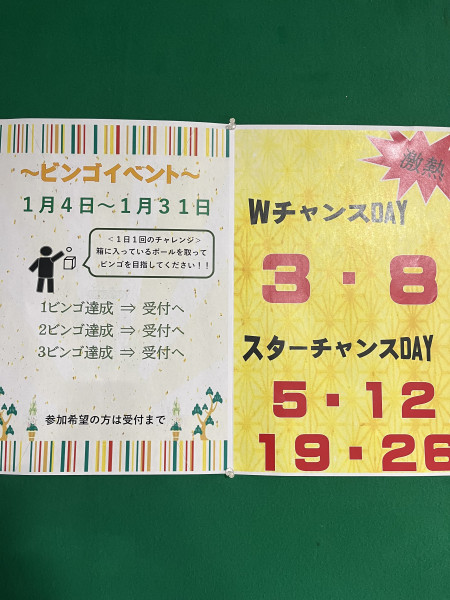 ～ビンゴイベント～
１月４日～１月３１日
＜１日１回のチャレンジ＞
箱に入っているボールを取って
ビンゴを目指してください！！
1ビンゴ達成 ⇒ 受付へ
2ビンゴ達成 ⇒ 受付へ
3ビンゴ達成 ⇒ 受付へ
参加希望の方は受付まで
激熱
WチャンスDAY
3・8
スターチャンスDAY
5・12
19・26